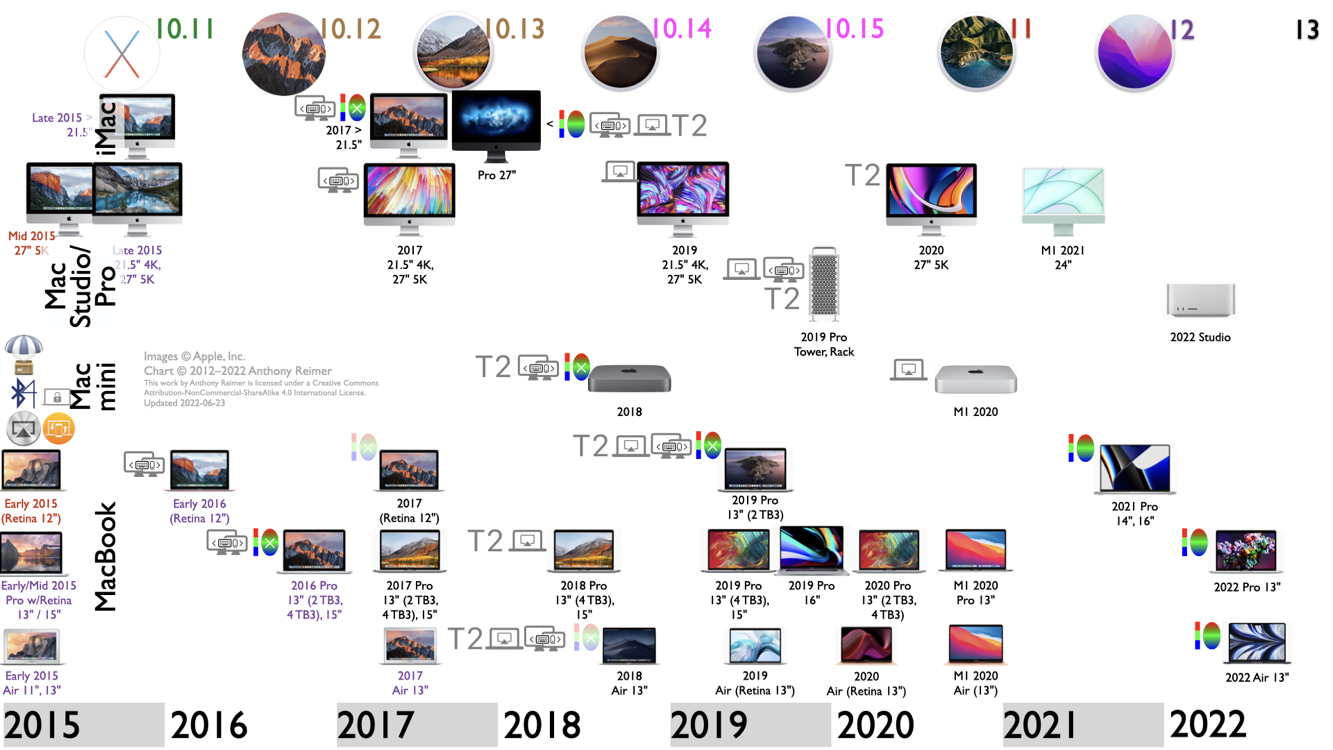 10.11
10.12
10.13
10.14
10.15
11
12
13
iMac
Late 2015 >
21.5"
2017 >
21.5"
Pro 27"
<
T2
Mid 2015
27" 5K
Late 2015
21.5" 4K,
27" 5K
2017
21.5" 4K,
27" 5K
2019
21.5" 4K,
27" 5K
T2
2020
27" 5K
M1 2021
24"
Mac
Studio/
Pro
T2
2019 Pro
Tower, Rack
2022 Studio
Mac
mini
Images © Apple, Inc.
Chart © 2012–2022 Anthony Reimer
This work by Anthony Reimer is licensed under a Creative Commons
Attribution-NonCommercial-ShareAlike 4.0 International License.
Updated 2022-06-23
T2
2018
M1 2020
MacBook
Early 2015
(Retina 12")
Early 2016
(Retina 12")
2017
(Retina 12")
T2
2019 Pro
13" (2 TB3)
2021 Pro
14", 16"
Early/Mid 2015
Pro w/Retina
13" / 15"
2016 Pro
13" (2 TB3,
4 TB3), 15"
2017 Pro
13" (2 TB3,
4 TB3), 15"
T2
2018 Pro
13" (4 TB3),
15"
2019 Pro
13" (4 TB3),
15"
2019 Pro
16"
2020 Pro
13" (2 TB3,
4 TB3)
M1 2020
Pro 13"
2022 Pro 13"
Early 2015
Air 11", 13"
2017
Air 13"
T2
2018
Air 13"
2019
Air (Retina 13")
2020
Air (Retina 13")
M1 2020
Air (13")
2022 Air 13"
2015
2016
2017
2018
2019
2020
2021
2022